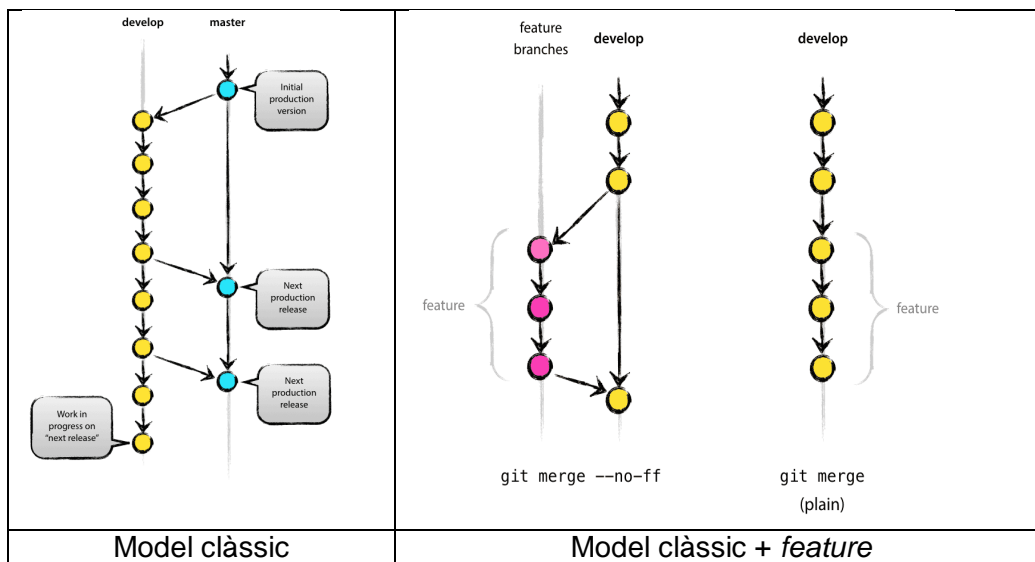 develop
master
Initial
production
version
Next
production
release
Next
production
release
Work in
progress on
"next release"
Model clàssic
feature
branches
develop
develop
feature
feature
git merge --no-ff
git merge
(plain)
Model clàssic + feature